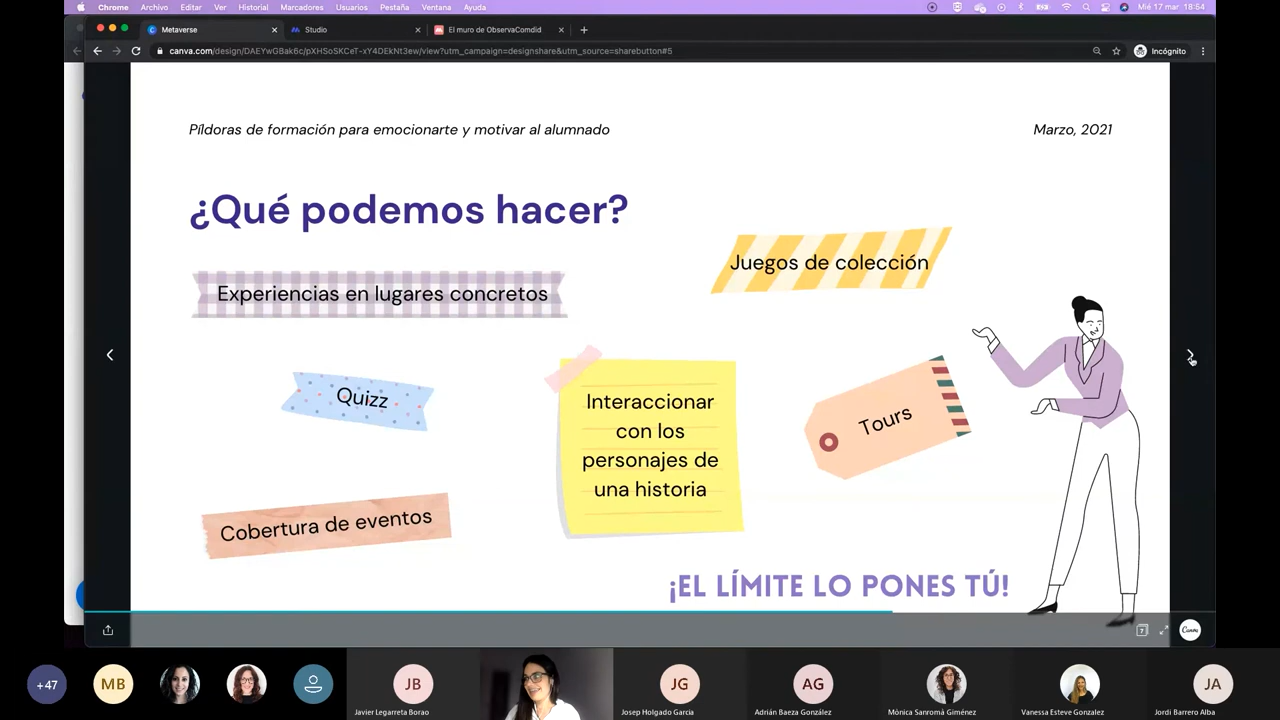 Chrome Archivo Editar Ver Historial Marcadores Usuarios Pestaña Ventana Ayuda Mié 17 mar 18:54
Metaverse Studio El muro de ObservaComdid
canva.com/design/DAEYwGBak6c/pXHSoSKCeT-xY4DEkNt3ew/view?utm_campaign=designshare&utm_source=sharebutton#5 Incógnito
Píldoras de formación para emocionarte y motivar al alumnado Marzo, 2021
¿Qué podemos hacer?
Juegos de colección
Experiencias en lugares concretos
Quizz
Interaccionar
con los
personajes de
una historia
Tours
Cobertura de eventos
¡EL LÍMITE LO PONES TÚ!
7 Canva
+47 MB JB JG AG JA
Javier Legarreta Borao Josep Holgado García Adrián Baeza González Mònica Sanromà Giménez Vanessa Esteve Gonzalez Jordi Barrero Alba